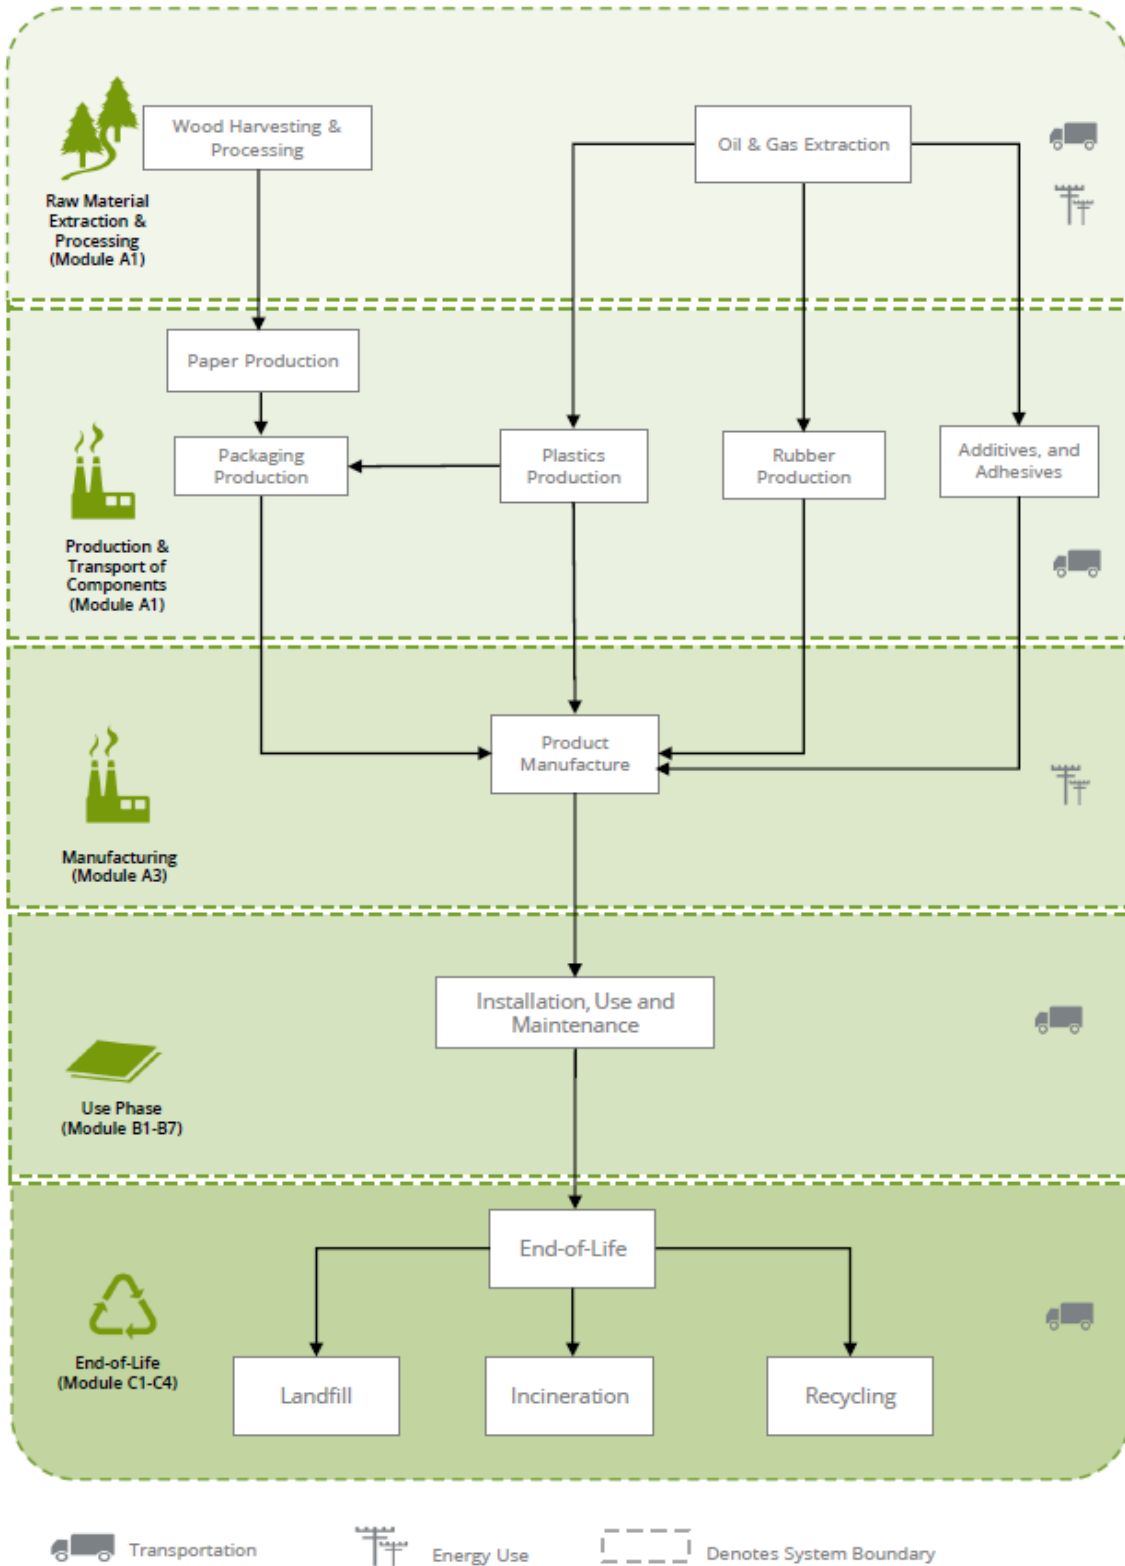 Wood Harvesting &
Processing
Oil & Gas Extraction
Raw Material
Extraction &
Processing
(Module A1)
Paper Production
Packaging
Production
Plastics
Production
Rubber
Production
Additives, and
Adhesives
Production &
Transport of
Components
(Module A1)
Product
Manufacture
Manufacturing
(Module A3)
Installation, Use and
Maintenance
Use Phase
(Module B1-B7)
End-of-Life
End-of-Life
(Module C1-C4)
Landfill
Incineration
Recycling
Transportation
Energy Use
Denotes System Boundary